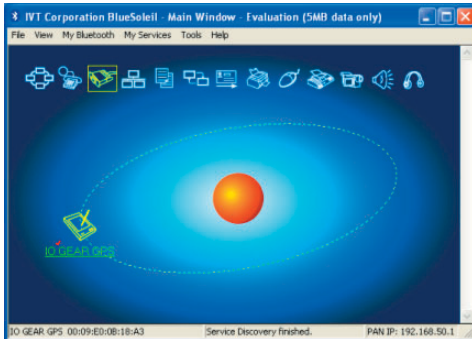 IVT Corporation BlueSoleil - Main Window - Evaluation (5MB data only)
File View My Bluetooth My Services Tools Help
IO GEAR GPS
IO GEAR GPS 00:09:E0:0B:18:A3 Service Discovery finished. PAN IP: 192.168.50.1